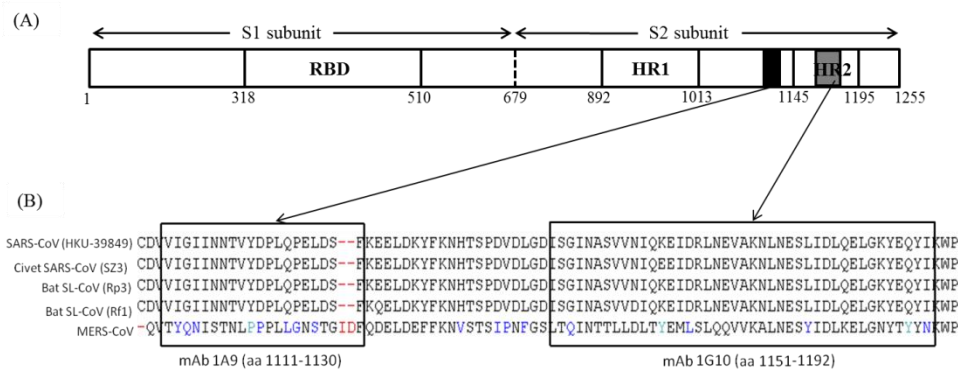 (A)
S1 subunit S2 subunit
RBD HR1 HR2
1 318 510 679 892 1013 1145 1195 1255
(B)
SARS-CoV (HKU-39849) CDVVIGIINNTVYDPLQPELDS--FKEELDKYFKNHTSPDVDLGDISGINASVVNIQKEIDRLNEVAKNLNESLIDLQELGKYEQYIKWP
Civet SARS-CoV (SZ3) CDVVIGIINNTVYDPLQPELDS--FKEELDKYFKNHTSPDVDLGDISGINASVVNIQEEIDRLNEVAKNLNESLIDLQELGKYEQYIKWP
Bat SL-CoV (Rp3) CDVVIGIINNTVYDPLQPELDS--FKEELDKYFKNHTSPDVDLGDISGINASVVNIQKEIDRLNEVAKNLNESLIDLQELGKYEQYIKWP
Bat SL-CoV (Rf1) CDVVIGIINNTVYDPLQPELDS--FKEELDKYFKNHTSPDVDLGDISGINASVVDIQKEIDRLNEVAKNLNESLIDLQELGKYEQYIKWP
MERS-CoV -QVTYQNISTNLPPPLLGNSTGIDFQDELDEFFKNVSTSIPNFGSLTQINTTLLDLTYEMLSLQQVVKALNESYIDLKELGNYTYYNKWP
mAb 1A9 (aa 1111-1130) mAb 1G10 (aa 1151-1192)